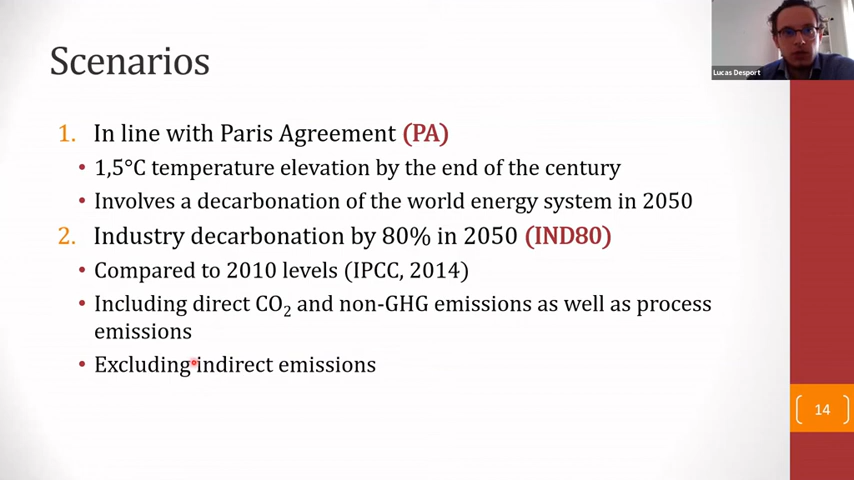 Scenarios
Lucas Desport
1. In line with Paris Agreement (PA)
• 1,5°C temperature elevation by the end of the century
• Involves a decarbonation of the world energy system in 2050
2. Industry decarbonation by 80% in 2050 (IND80)
• Compared to 2010 levels (IPCC, 2014)
• Including direct CO₂ and non-GHG emissions as well as process
emissions
• Excluding indirect emissions
14